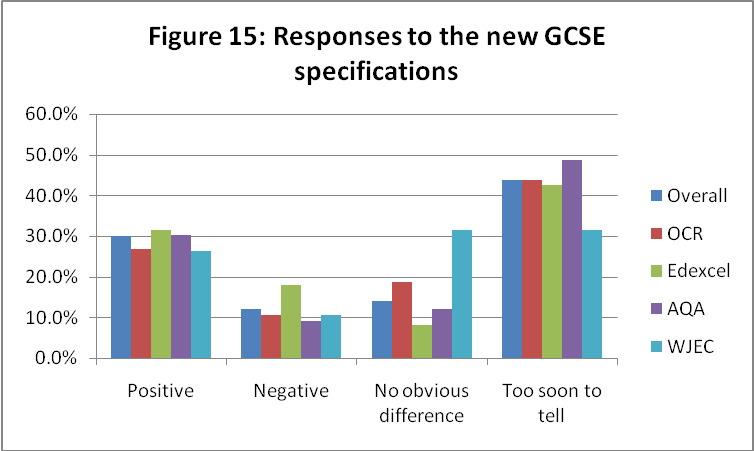 Figure 15: Responses to the new GCSE
specifications
60.0%
50.0%
40.0%
30.0%
20.0%
10.0%
0.0%
Positive
Negative
No obvious
difference
Too soon to
tell
Overall
OCR
Edexcel
AQA
WJEC